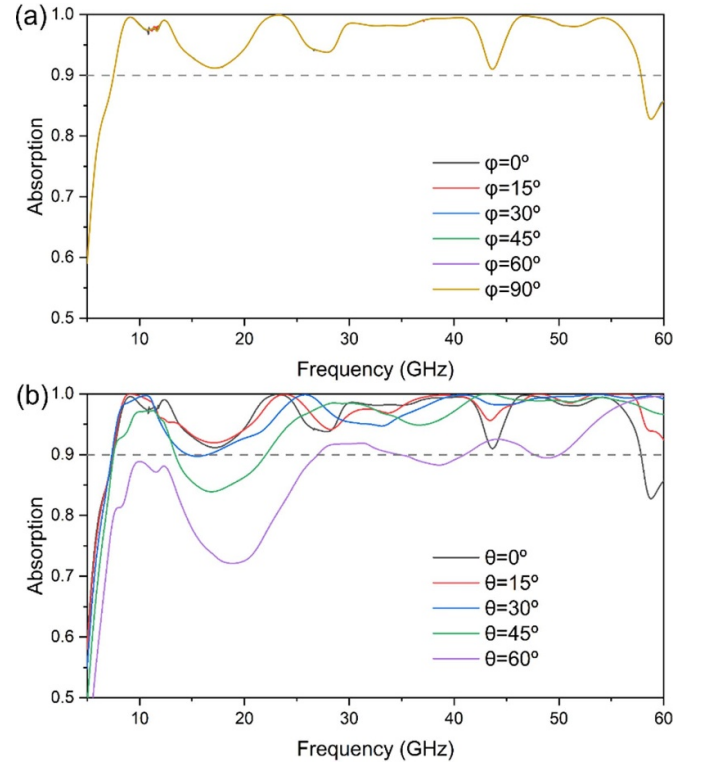 (a)
1.0
0.9
0.8
0.7
0.6
0.5
Absorption
φ=0º
φ=15º
φ=30º
φ=45º
φ=60º
φ=90º
10 20 30 40 50 60
Frequency (GHz)
(b)
1.0
0.9
0.8
0.7
0.6
0.5
Absorption
θ=0º
θ=15º
θ=30º
θ=45º
θ=60º
10 20 30 40 50 60
Frequency (GHz)